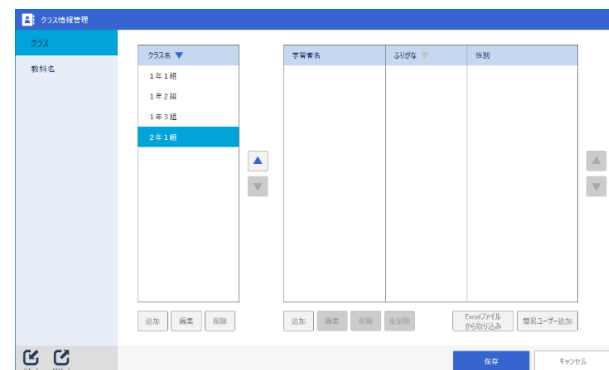 クラス情報管理
クラス
教科名
クラス名 ▼
1年1組
1年2組
1年3組
2年1組
学習者名
ふりがな ▼
性別
▲
▼
▲
▼
追加
編集
削除
追加
編集
削除
全削除
Excelファイル
から取り込み
簡易ユーザー追加
保存
キャンセル